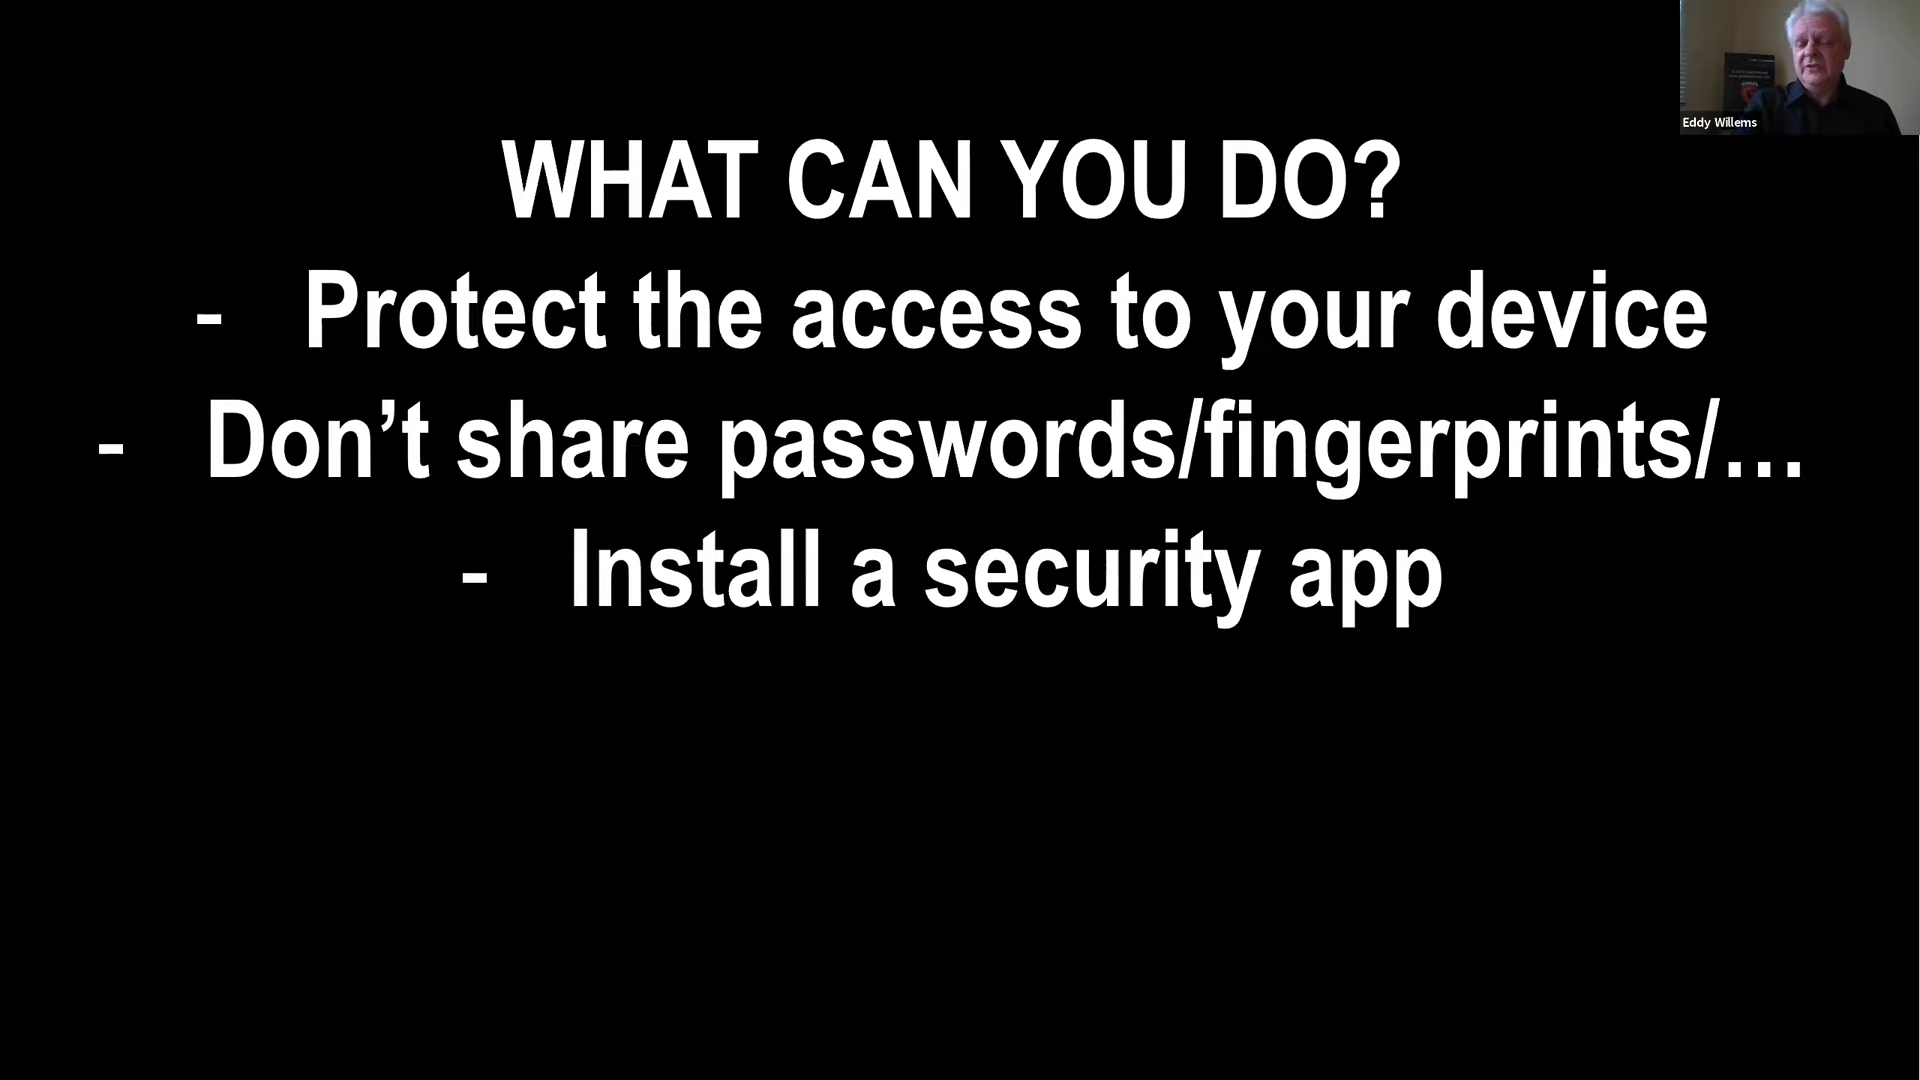 WHAT CAN YOU DO?
- Protect the access to your device
- Don’t share passwords/fingerprints/…
- Install a security app
Eddy Willems